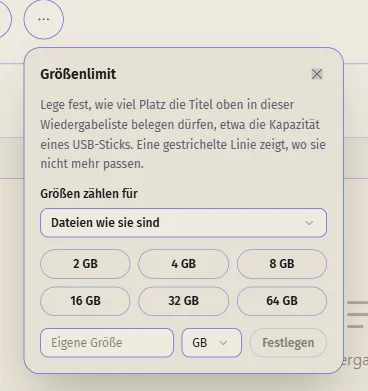 ...
Größenlimit
Lege fest, wie viel Platz die Titel oben in dieser
Wiedergabeliste belegen dürfen, etwa die Kapazität
eines USB-Sticks. Eine gestrichelte Linie zeigt, wo sie
nicht mehr passen.
Größen zählen für
Dateien wie sie sind
2 GB 4 GB 8 GB
16 GB 32 GB 64 GB
Eigene Größe GB Festlegen